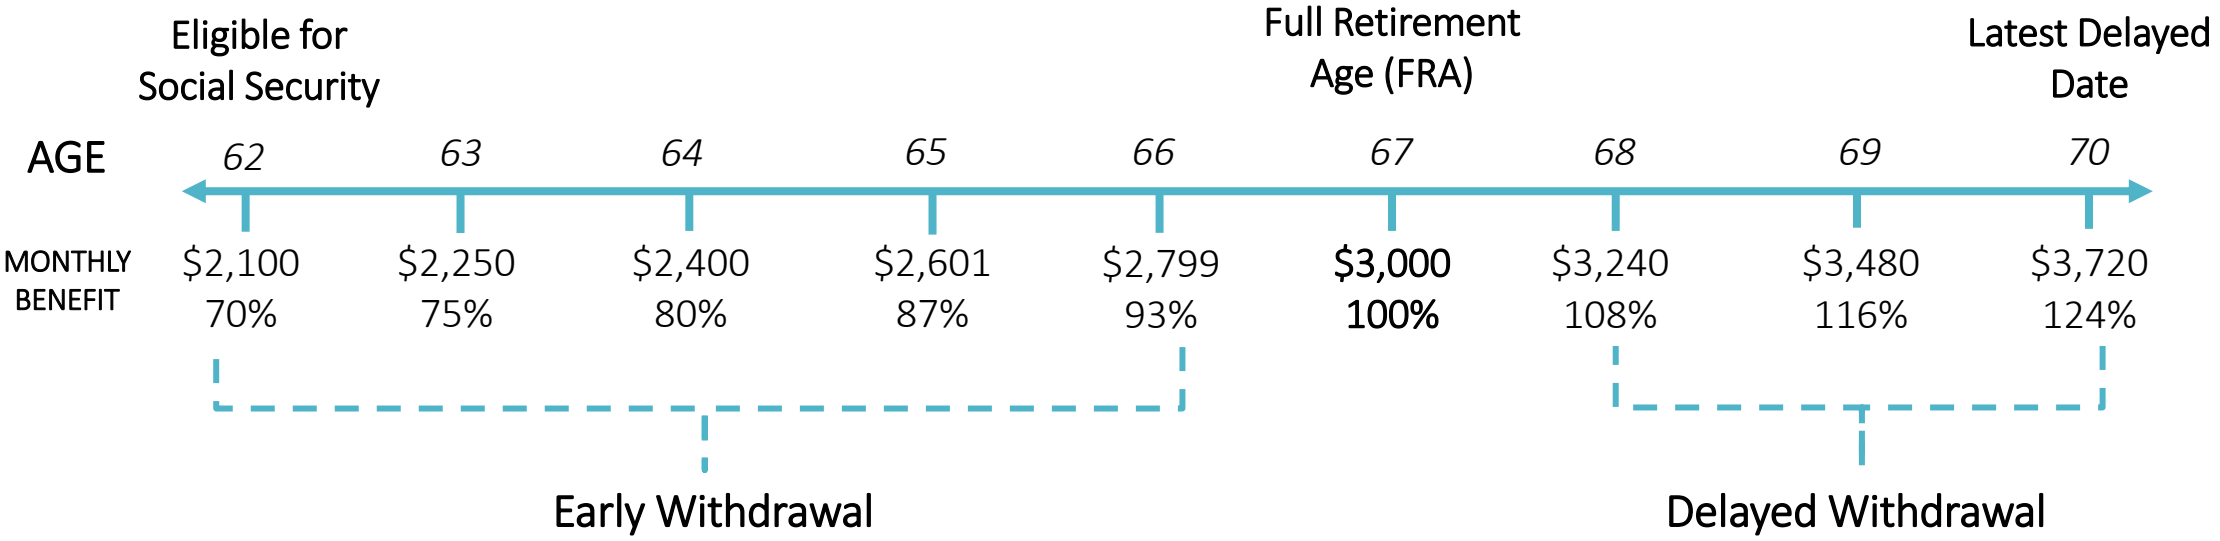 Eligible for
Social Security
Full Retirement
Age (FRA)
Latest Delayed
Date
AGE 62 63 64 65 66 67 68 69 70
MONTHLY
BENEFIT
$2,100 $2,250 $2,400 $2,601 $2,799 $3,000 $3,240 $3,480 $3,720
70% 75% 80% 87% 93% 100% 108% 116% 124%
Early Withdrawal
Delayed Withdrawal